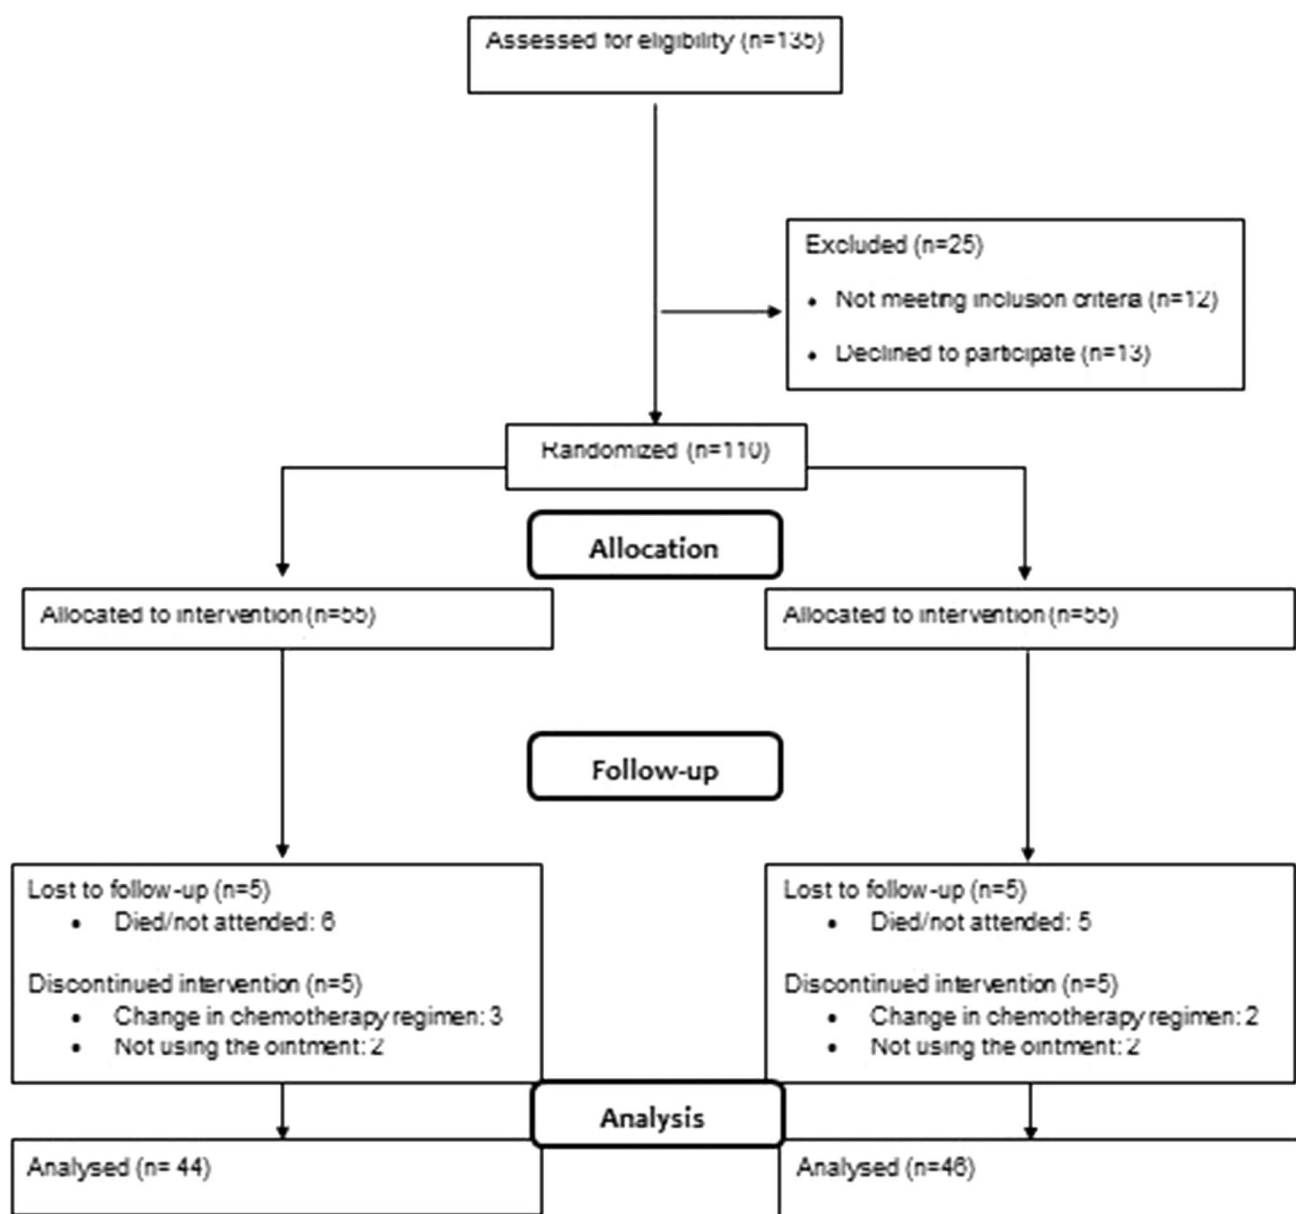 Assessed for eligibility (n=135)
Excluded (n=25)
• Not meeting inclusion criteria (n=12)
• Declined to participate (n=13)
Randomized (n=110)
Allocation
Allocated to intervention (n=55)
Allocated to intervention (n=55)
Follow-up
Lost to follow-up (n=5)
• Died/not attended: 6
Discontinued intervention (n=5)
• Change in chemotherapy regimen: 3
• Not using the ointment: 2
Lost to follow-up (n=5)
• Died/not attended: 5
Discontinued intervention (n=5)
• Change in chemotherapy regimen: 2
• Not using the ointment: 2
Analysis
Analysed (n= 44)
Analysed (n=46)